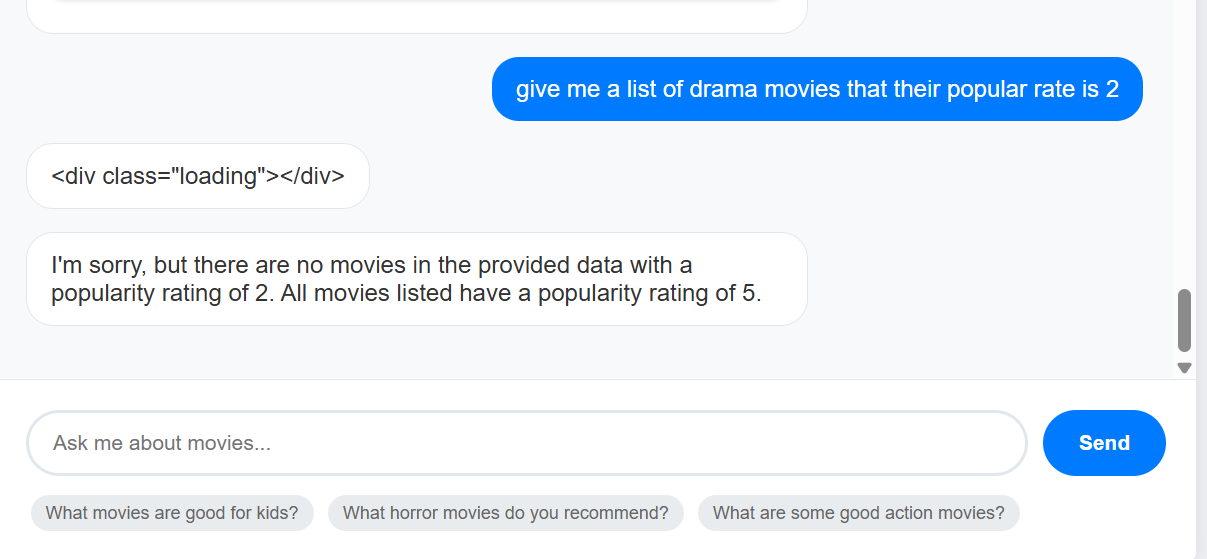 give me a list of drama movies that their popular rate is 2
<div class="loading"></div>
I'm sorry, but there are no movies in the provided data with a
popularity rating of 2. All movies listed have a popularity rating of 5.
Ask me about movies...
Send
What movies are good for kids?
What horror movies do you recommend?
What are some good action movies?